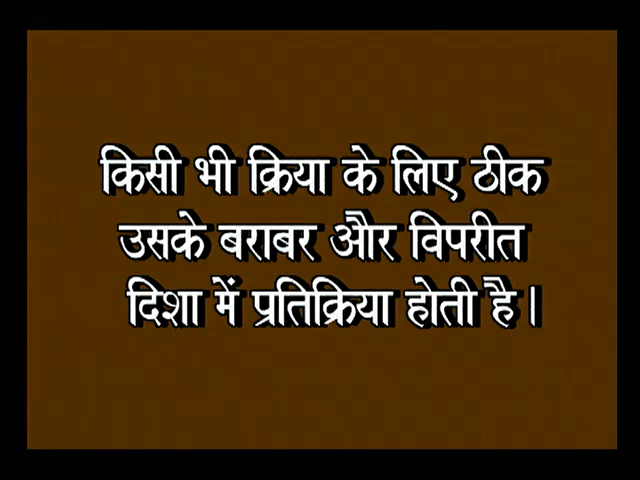 किसी भी क्रिया के लिए ठीक
उसके बराबर और विपरीत
दिशा में प्रतिक्रिया होती है।